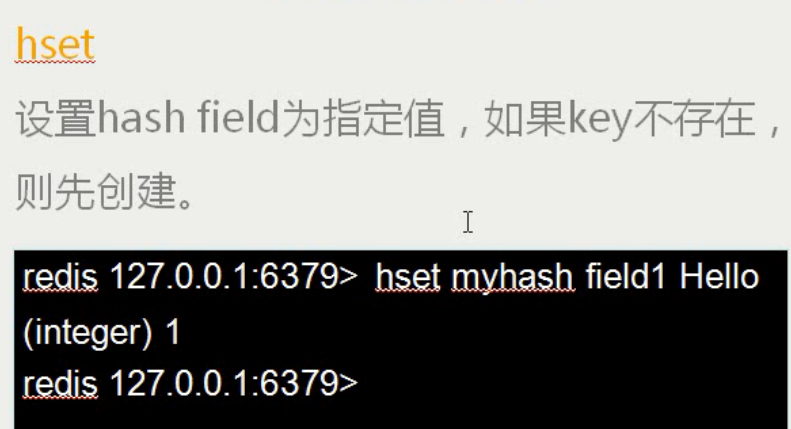 hset
设置hash field为指定值，如果key不存在，
则先创建。
redis 127.0.0.1:6379> hset myhash field1 Hello
(integer) 1
redis 127.0.0.1:6379>